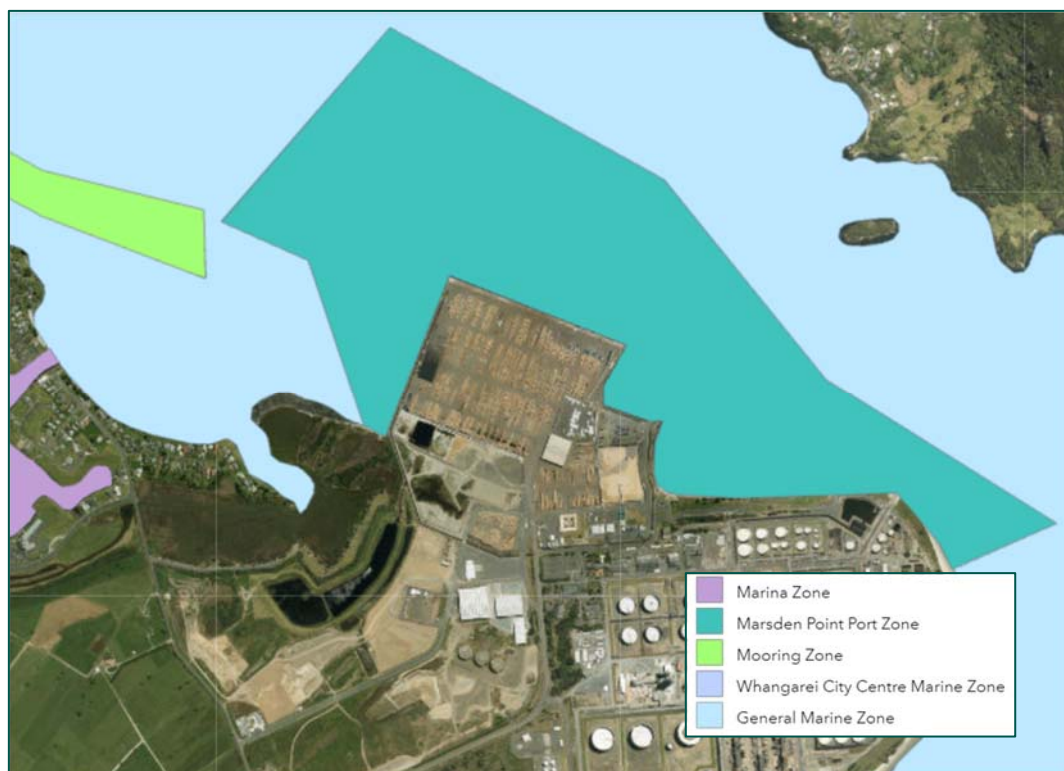 Marina Zone
Marsden Point Port Zone
Mooring Zone
Whangarei City Centre Marine Zone
General Marine Zone